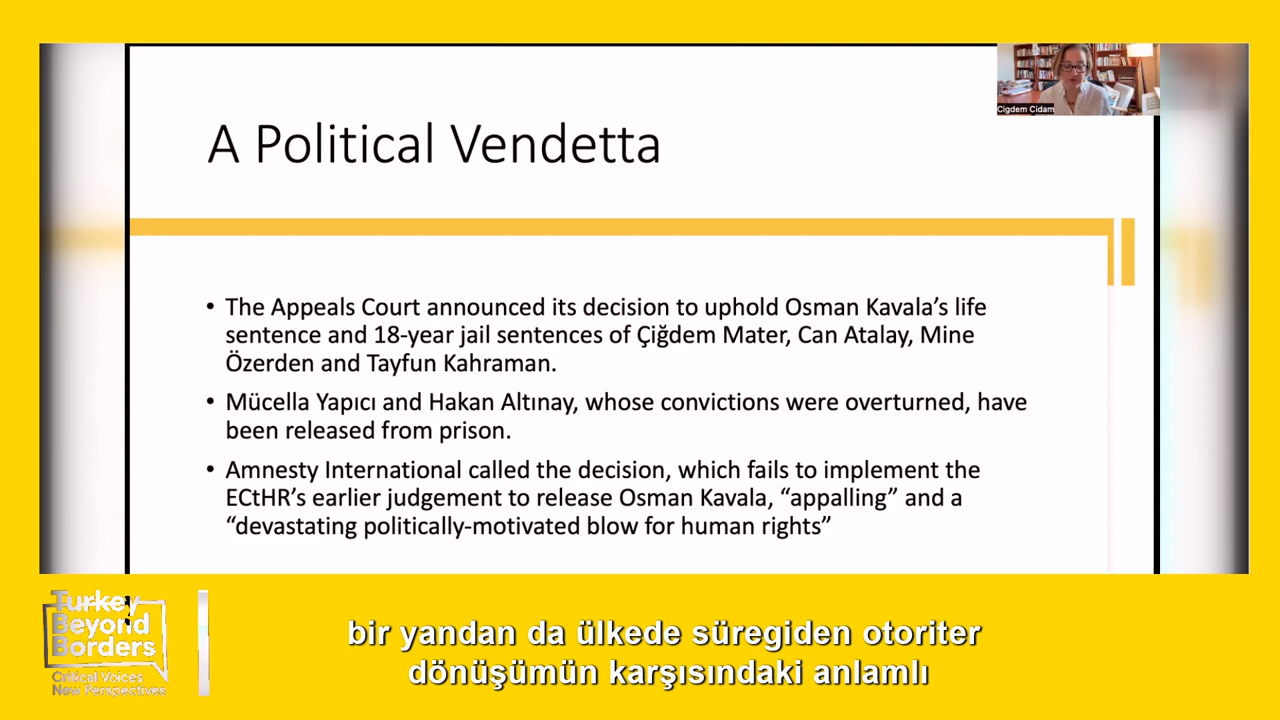 Cigdem Cidam
A Political Vendetta
• The Appeals Court announced its decision to uphold Osman Kavala’s life
sentence and 18-year jail sentences of Çiğdem Mater, Can Atalay, Mine
Özerden and Tayfun Kahraman.
• Mücella Yapıcı and Hakan Altınay, whose convictions were overturned, have
been released from prison.
• Amnesty International called the decision, which fails to implement the
ECtHR’s earlier judgement to release Osman Kavala, “appalling” and a
“devastating politically-motivated blow for human rights”
Turkey
Beyond
Borders
Critical Voices
New Perspectives
bir yandan da ülkede süregiden otoriter
dönüşümün karşısındaki anlamlı